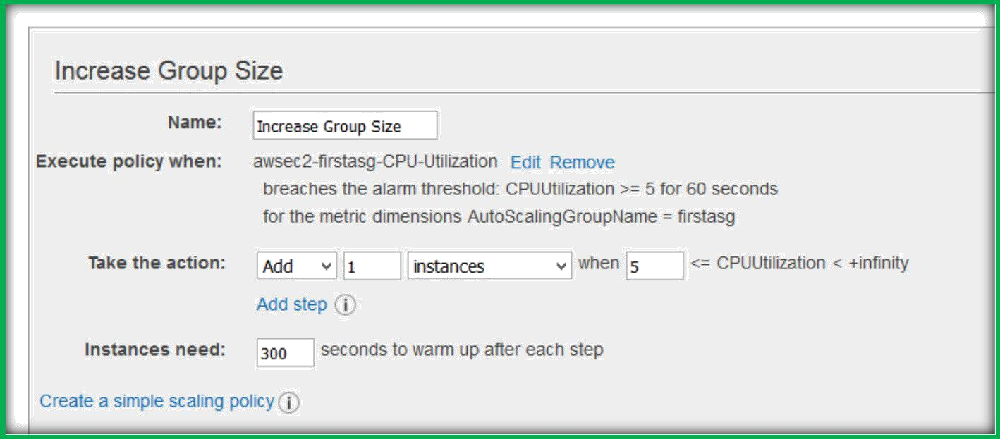 Increase Group Size
Name: Increase Group Size
Execute policy when: awsec2-firstasg-CPU-Utilization Edit Remove
breaches the alarm threshold: CPUUtilization >= 5 for 60 seconds
for the metric dimensions AutoScalingGroupName = firstasg
Take the action: Add 1 instances when 5 <= CPUUtilization < +infinity
Add step i
Instances need: 300 seconds to warm up after each step
Create a simple scaling policy i